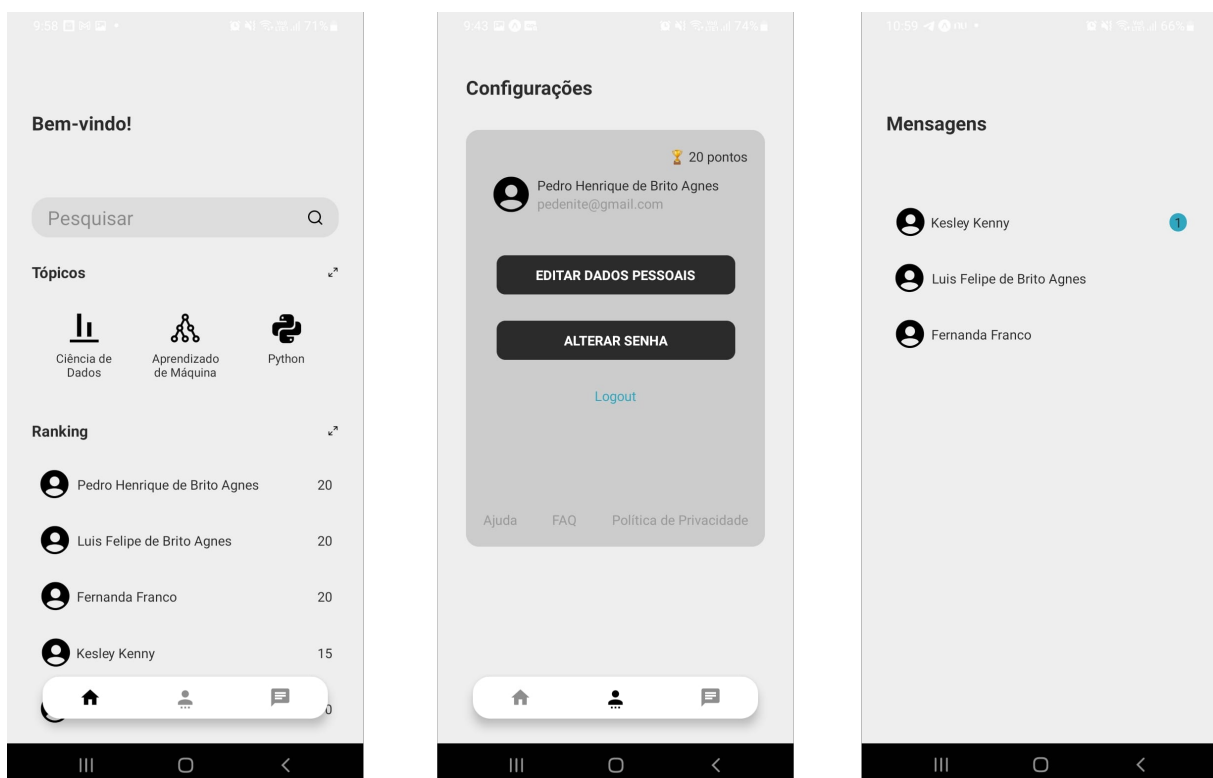 9:58
71%
Bem-vindo!
Pesquisar
Tópicos
Ciência de
Dados
Aprendizado
de Máquina
Python
Ranking
Pedro Henrique de Brito Agnes 20
Luis Felipe de Brito Agnes 20
Fernanda Franco 20
Kesley Kenny 15
0
9:43
74%
Configurações
20 pontos
Pedro Henrique de Brito Agnes
pedenite@gmail.com
EDITAR DADOS PESSOAIS
ALTERAR SENHA
Logout
Ajuda FAQ Política de Privacidade
10:59
66%
Mensagens
Kesley Kenny 1
Luis Felipe de Brito Agnes
Fernanda Franco